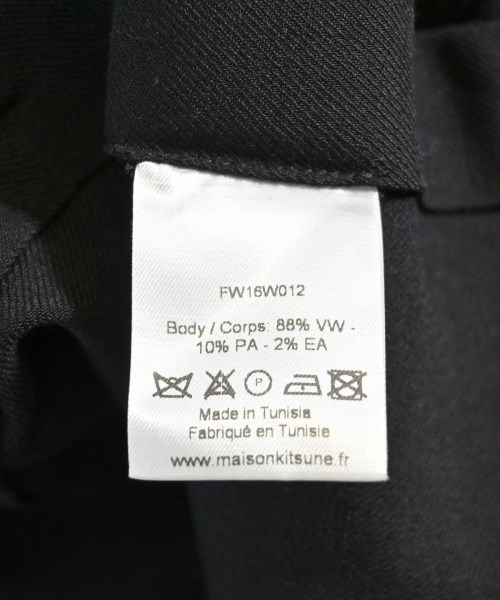 FW16W012
Body / Corps: 88% VW -
10% PA - 2% EA
P
Made in Tunisia
Fabriqué en Tunisie
www.maisonkitsune.fr